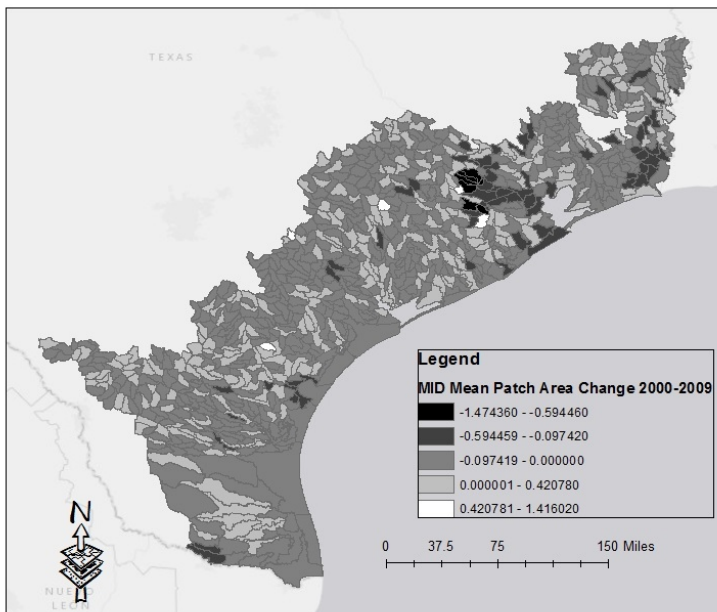 TEXAS
Legend
MID Mean Patch Area Change 2000-2009
-1.474360 - -0.594460
-0.594459 - -0.097420
-0.097419 - 0.000000
0.000001 - 0.420780
0.420781 - 1.416020
N
0 37.5 75 150 Miles
NUEVO
LEON